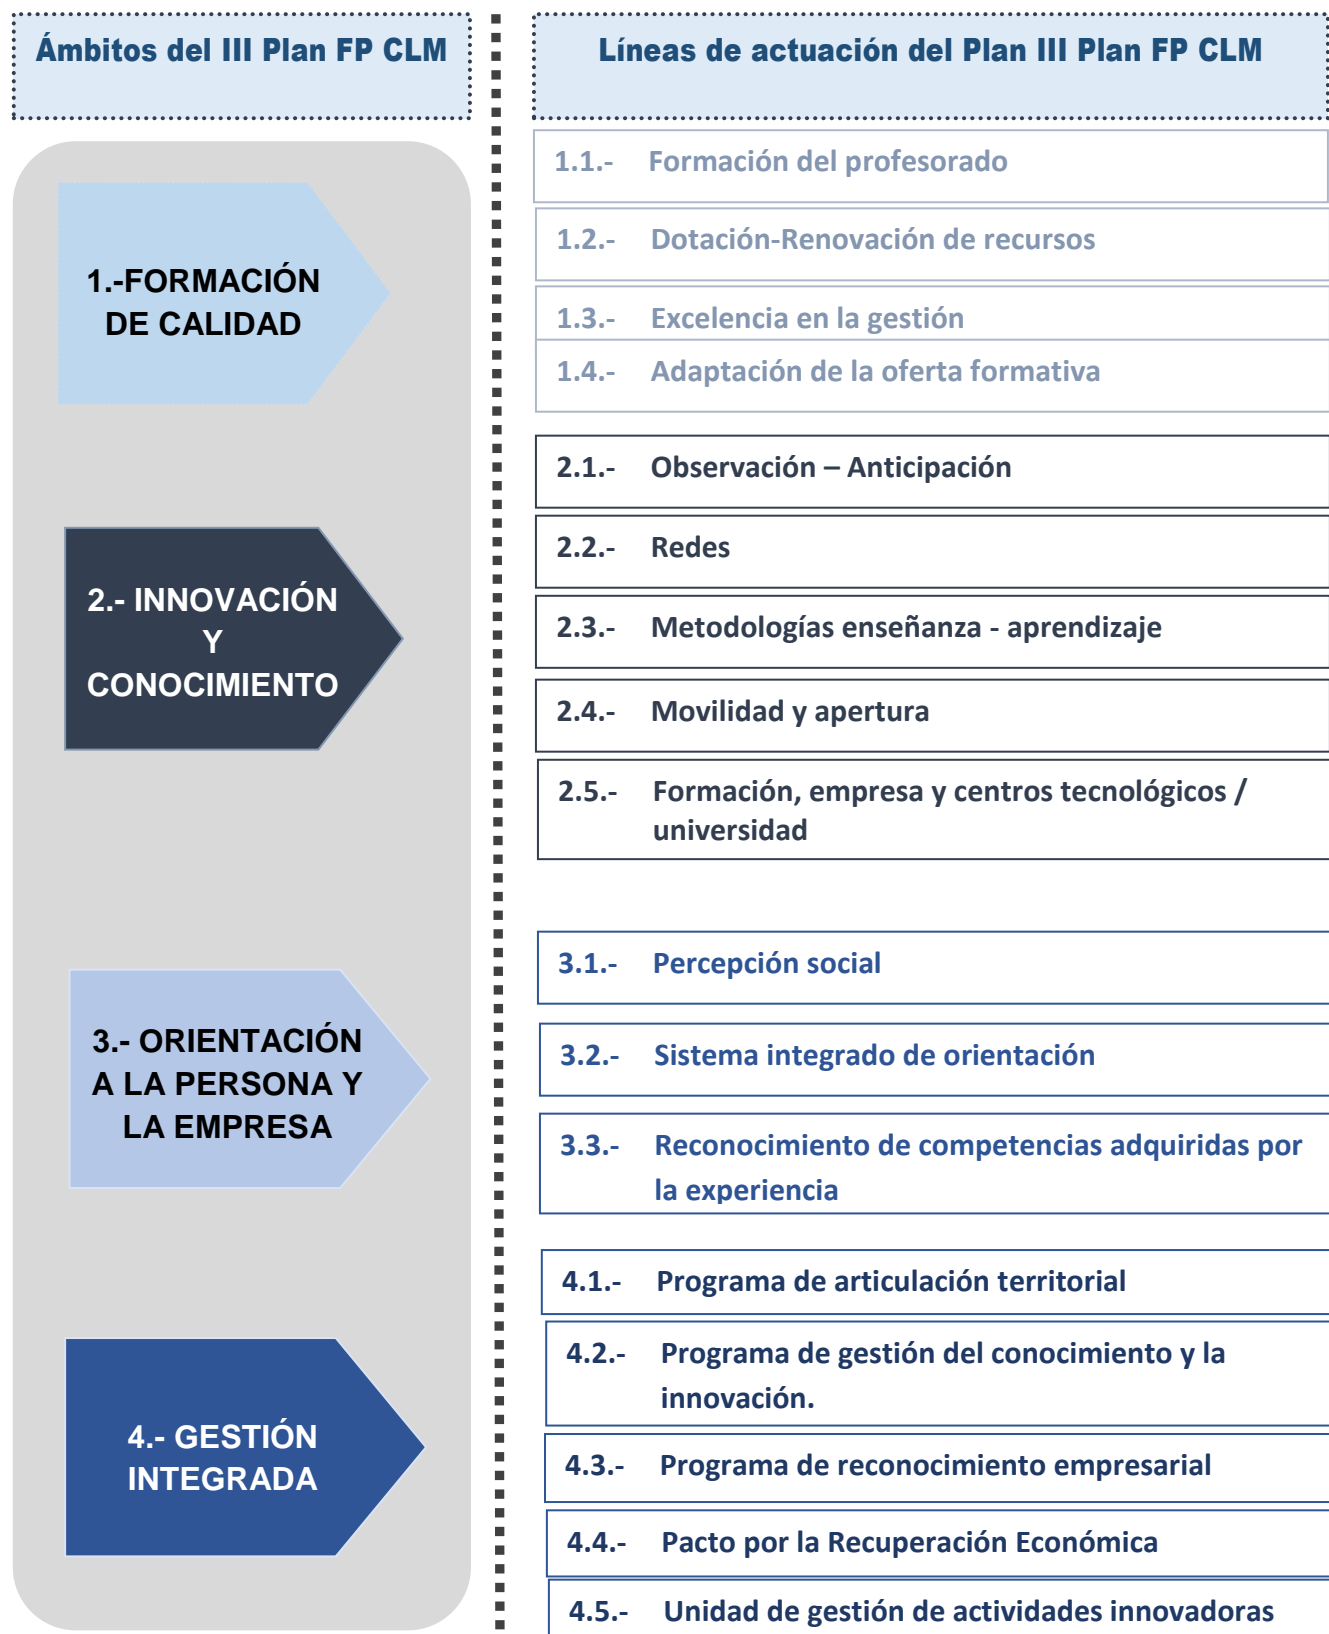 Ámbitos del III Plan FP CLM
Líneas de actuación del Plan III Plan FP CLM
1.-FORMACIÓN
DE CALIDAD
1.1.- Formación del profesorado
1.2.- Dotación-Renovación de recursos
1.3.- Excelencia en la gestión
1.4.- Adaptación de la oferta formativa
2.- INNOVACIÓN
Y
CONOCIMIENTO
2.1.- Observación – Anticipación
2.2.- Redes
2.3.- Metodologías enseñanza - aprendizaje
2.4.- Movilidad y apertura
2.5.- Formación, empresa y centros tecnológicos /
universidad
3.- ORIENTACIÓN
A LA PERSONA Y
LA EMPRESA
3.1.- Percepción social
3.2.- Sistema integrado de orientación
3.3.- Reconocimiento de competencias adquiridas por
la experiencia
4.- GESTIÓN
INTEGRADA
4.1.- Programa de articulación territorial
4.2.- Programa de gestión del conocimiento y la
innovación.
4.3.- Programa de reconocimiento empresarial
4.4.- Pacto por la Recuperación Económica
4.5.- Unidad de gestión de actividades innovadoras